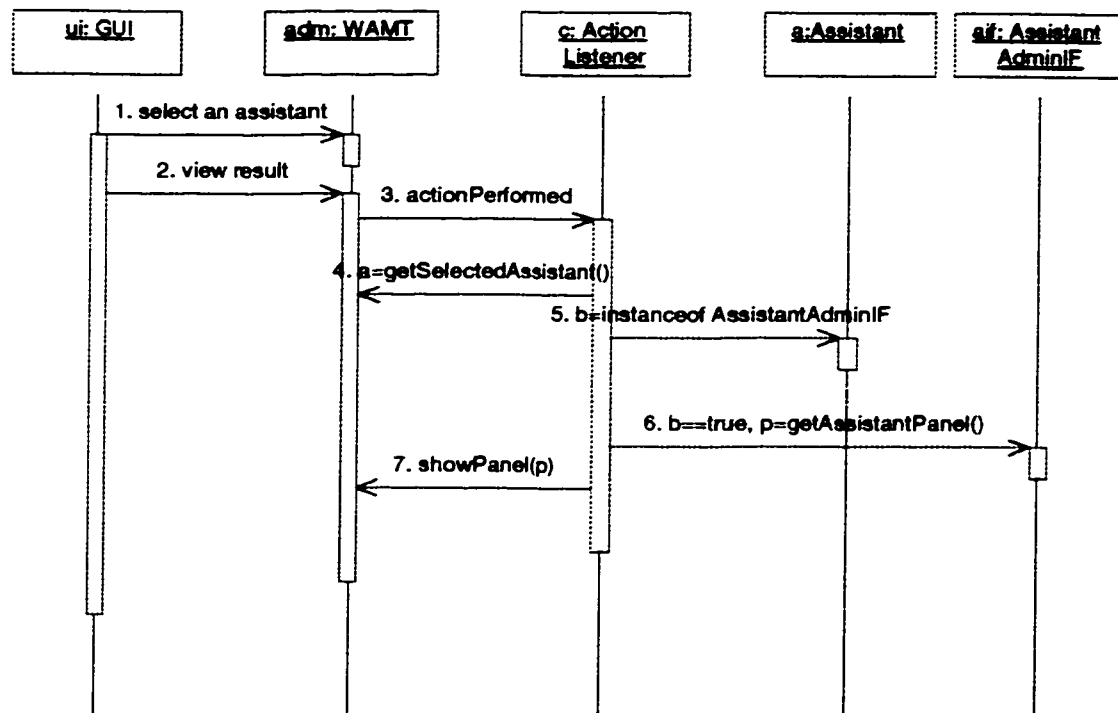 ui: GUI
adm: WAMT
c: Action
Listener
a:Assistant
aif: Assistant
AdminIF
1. select an assistant
2. view result
3. actionPerformed
4. a=getSelectedAssistant()
5. b=instanceof AssistantAdminIF
6. b==true, p=getAssistantPanel()
7. showPanel(p)